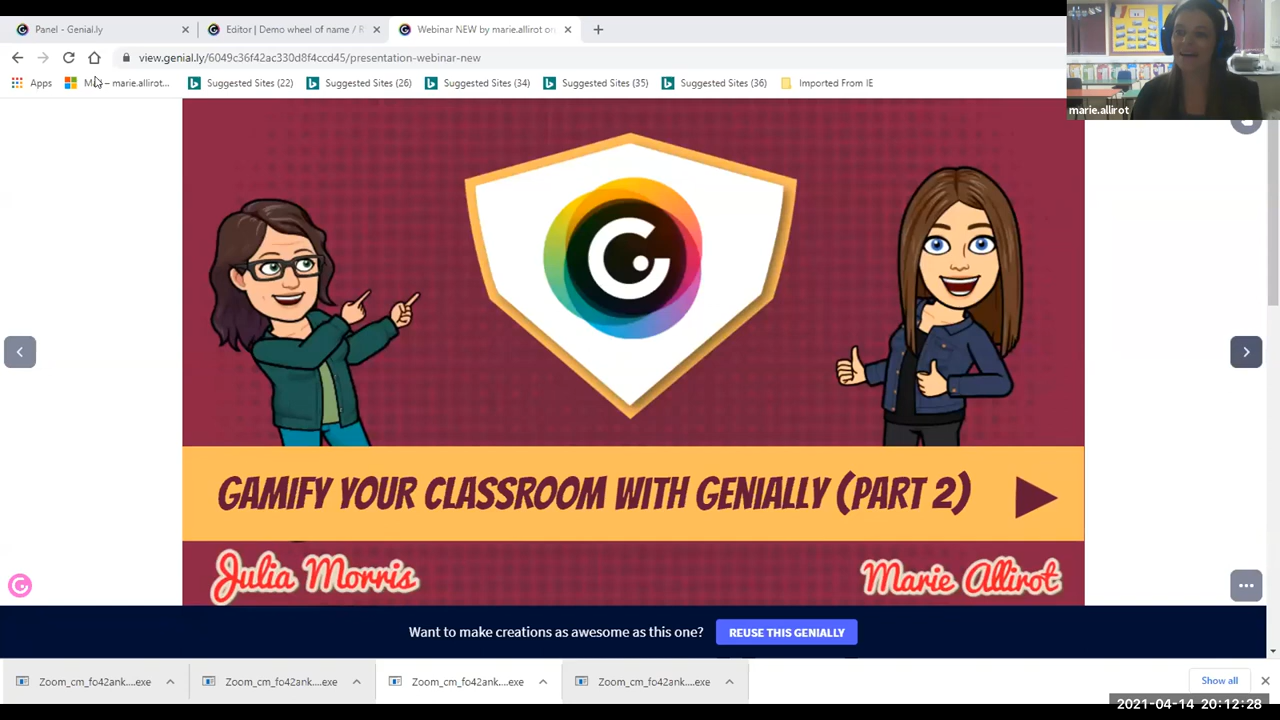 Panel - Genial.ly
Editor | Demo wheel of name / R
Webinar NEW by marie.allirot on
view.genial.ly/6049c36f42ac330d8f4ccd45/presentation-webinar-new
Apps
– marie.allirot...
Suggested Sites (22)
Suggested Sites (26)
Suggested Sites (34)
Suggested Sites (35)
Suggested Sites (36)
Imported From IE
marie.allirot
GAMIFY YOUR CLASSROOM WITH GENIALLY (PART 2)
Julia Morris
Marie Allirot
Want to make creations as awesome as this one?
REUSE THIS GENIALLY
Zoom_cm_fo42ank....exe
Zoom_cm_fo42ank....exe
Zoom_cm_fo42ank....exe
Zoom_cm_fo42ank....exe
Show all
2021-04-14 20:12:28